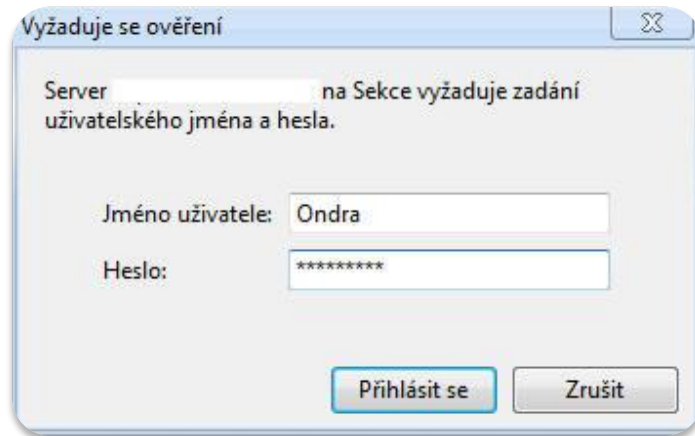 Vyžaduje se ověření
Server na Sekce vyžaduje zadání
uživatelského jména a hesla.
Jméno uživatele: Ondra
Heslo: *********
Přihlásit se Zrušit